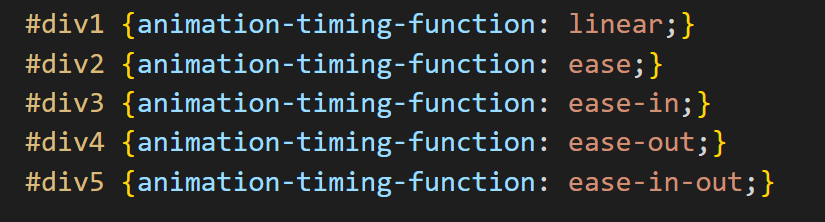 #div1 {animation-timing-function: linear;}
#div2 {animation-timing-function: ease;}
#div3 {animation-timing-function: ease-in;}
#div4 {animation-timing-function: ease-out;}
#div5 {animation-timing-function: ease-in-out;}